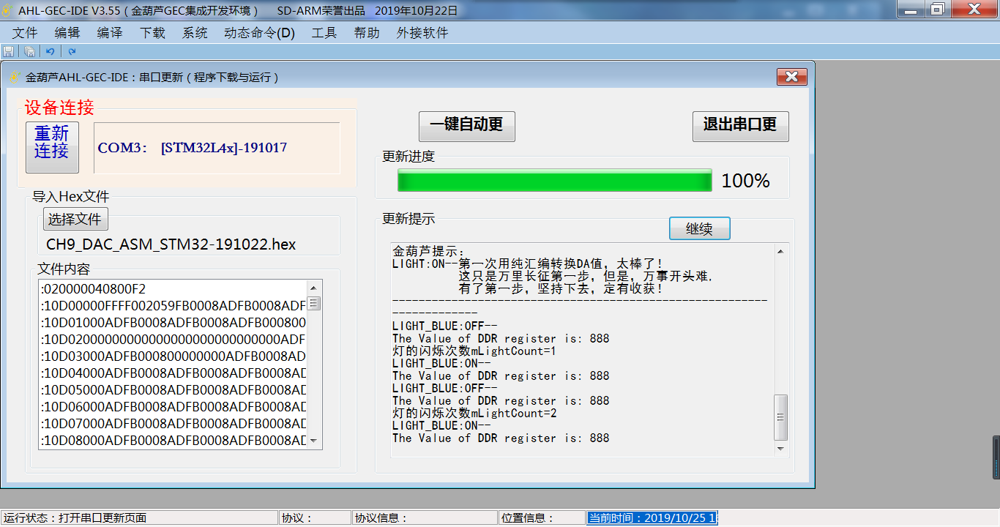 AHL-GEC-IDE V3.55（金葫芦GEC集成开发环境） SD-ARM荣誉出品 2019年10月22日
文件 编辑 编译 下载 系统 动态命令(D) 工具 帮助 外接软件
金葫芦AHL-GEC-IDE：串口更新（程序下载与运行）
设备连接
重新
连接
COM3： [STM32L4x]-191017
一键自动更
退出串口更
更新进度
100%
导入Hex文件
选择文件
CH9_DAC_ASM_STM32-191022.hex
文件内容
:020000040800F2
:10D00000FFFF002059FB0008ADFB0008ADF
:10D01000ADFB0008ADFB0008ADFB000800
:10D0200000000000000000000000000ADF
:10D03000ADFB000800000000ADFB0008AD
:10D04000ADFB0008ADFB0008ADFB0008AD
:10D05000ADFB0008ADFB0008ADFB0008AD
:10D06000ADFB0008ADFB0008ADFB0008AD
:10D07000ADFB0008ADFB0008ADFB0008AD
:10D08000ADFB0008ADFB0008ADFB0008AD
更新提示
继续
金葫芦提示：
LIGHT:ON--第一次用纯汇编转换DA值，太棒了！
这只是万里长征第一步，但是，万事开头难.
有了第一步，坚持下去，定有收获！
---------------------------------------------------------
-------------
LIGHT_BLUE:OFF--
The Value of DDR register is: 888
灯的闪烁次数mLightCount=1
LIGHT_BLUE:ON--
The Value of DDR register is: 888
LIGHT_BLUE:OFF--
The Value of DDR register is: 888
灯的闪烁次数mLightCount=2
LIGHT_BLUE:ON--
The Value of DDR register is: 888
运行状态：打开串口更新页面 协议： 协议信息： 位置信息： 当前时间：2019/10/25 1